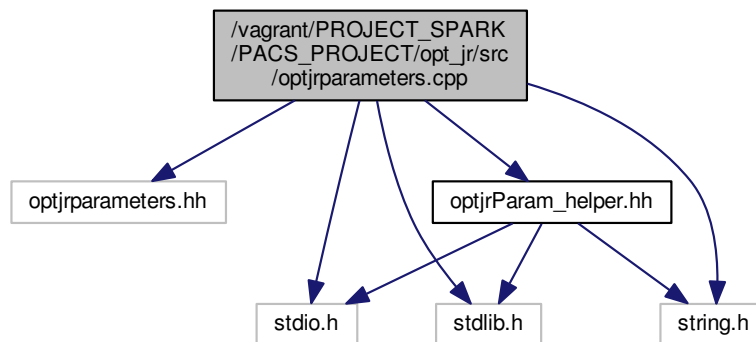 /vagrant/PROJECT_SPARK
/PACS_PROJECT/opt_jr/src
/optjrparameters.cpp
optjrparameters.hh
optjrParam_helper.hh
stdio.h
stdlib.h
string.h